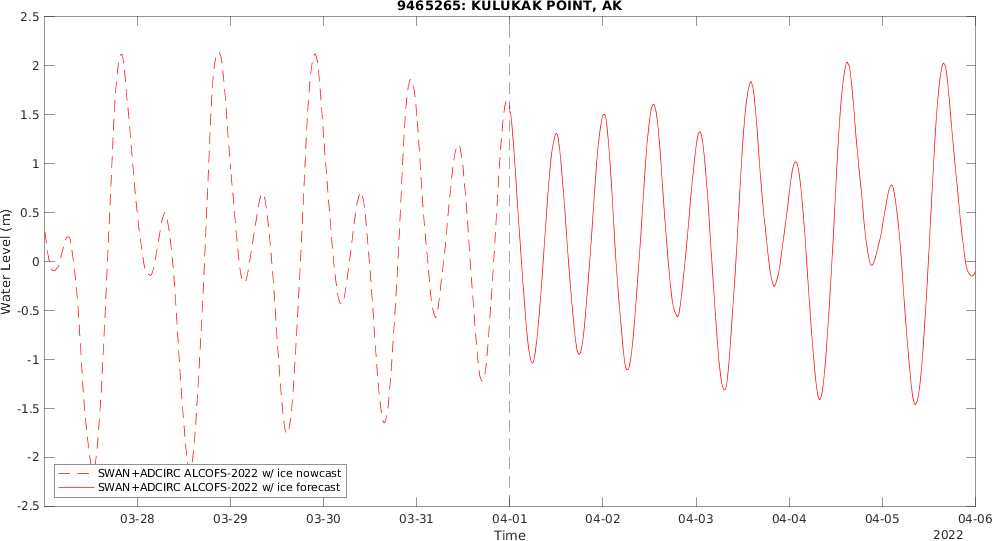 9465265: KULUKAK POINT, AK
2.5
2
1.5
1
0.5
0
-0.5
-1
-1.5
-2
-2.5
Water Level (m)
SWAN+ADCIRC ALCOFS-2022 w/ ice nowcast
SWAN+ADCIRC ALCOFS-2022 w/ ice forecast
03-28 03-29 03-30 03-31 04-01 04-02 04-03 04-04 04-05 04-06
Time
2022